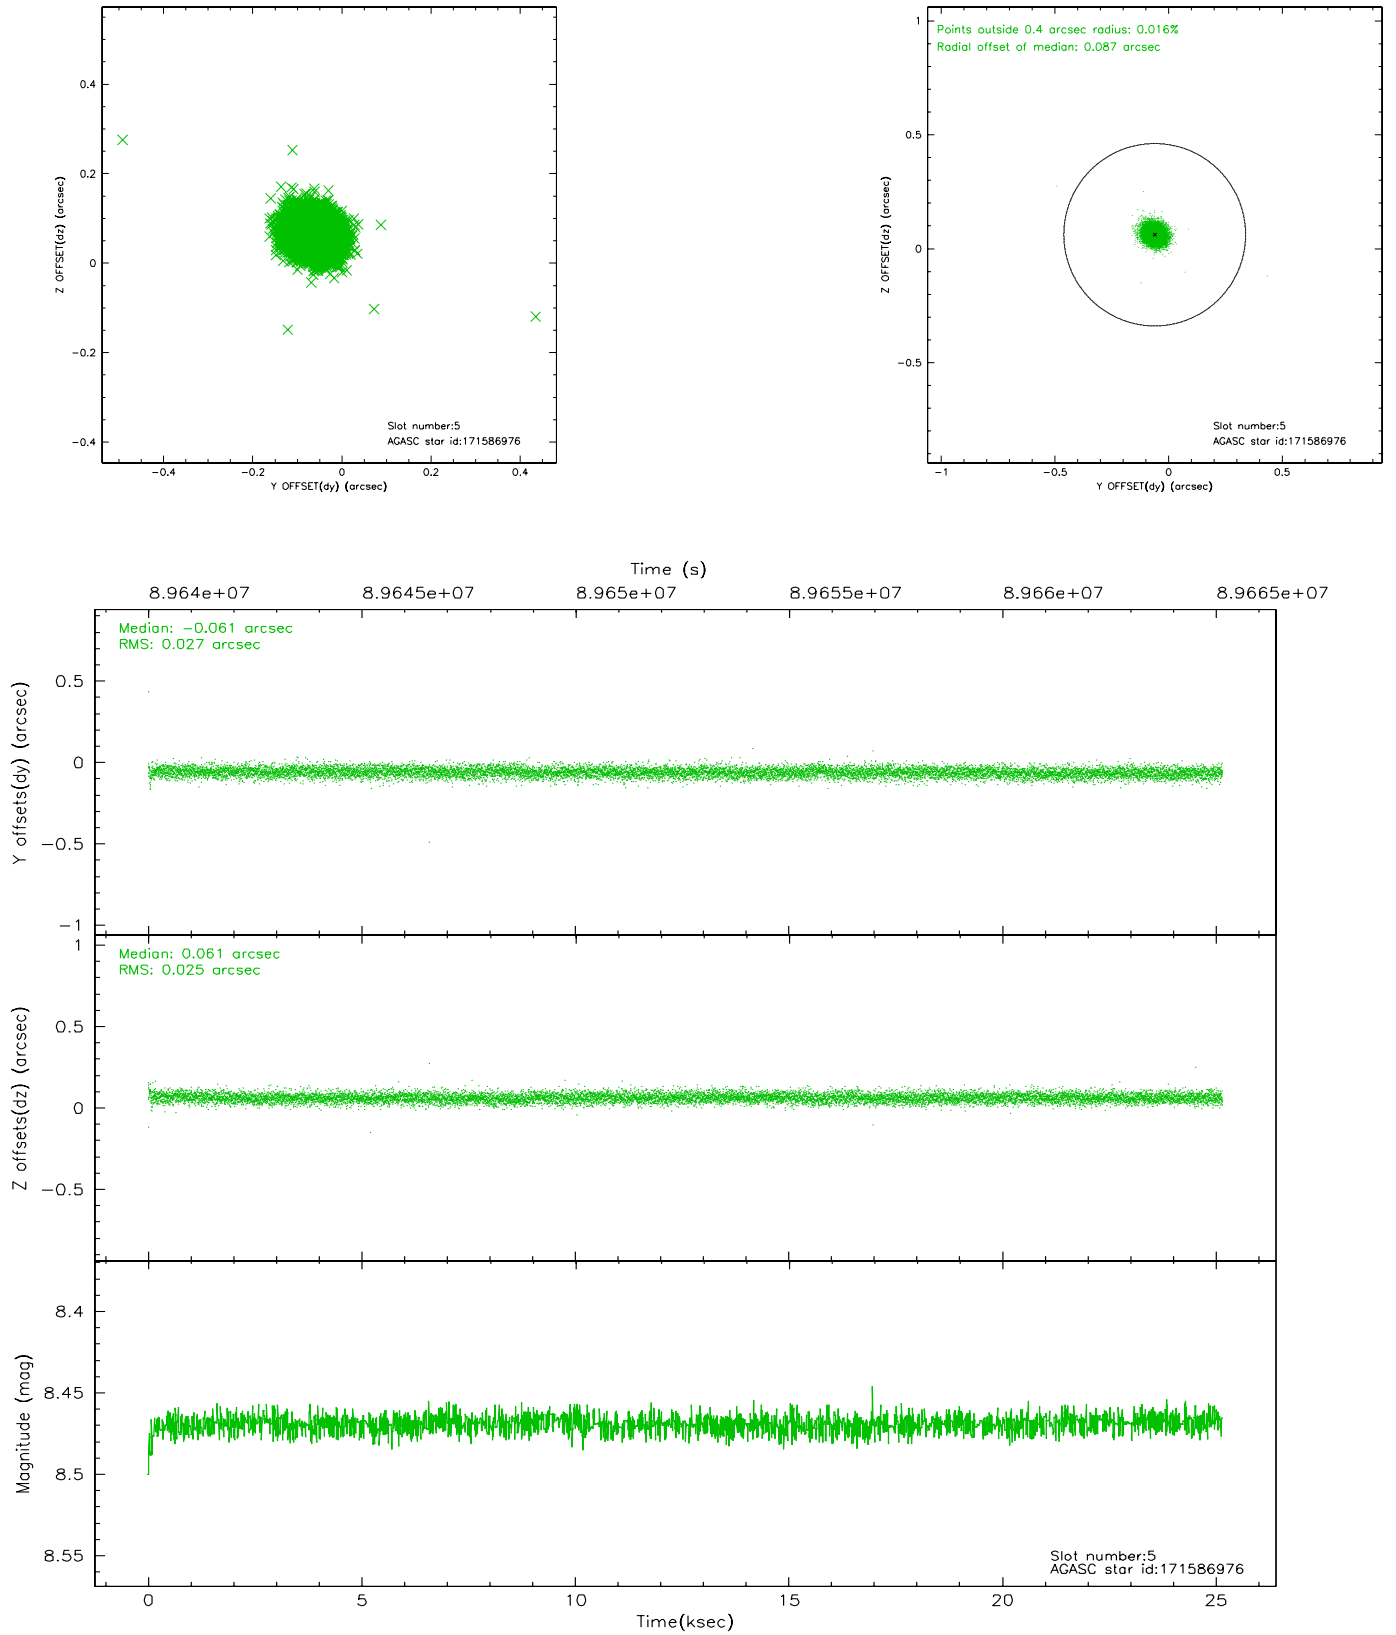 0.4
0.2
0
−0.2
−0.4
Z OFFSET(dz) (arcsec)
−0.4 −0.2 0 0.2 0.4
Y OFFSET(dy) (arcsec)
Slot number:5
AGASC star id:171586976
Points outside 0.4 arcsec radius: 0.016%
Radial offset of median: 0.087 arcsec
1
0.5
0
−0.5
Z OFFSET(dz) (arcsec)
−1 −0.5 0 0.5
Y OFFSET(dy) (arcsec)
Slot number:5
AGASC star id:171586976
Time (s)
8.964e+07 8.9645e+07 8.965e+07 8.9655e+07 8.966e+07 8.9665e+07
Median: −0.061 arcsec
RMS: 0.027 arcsec
0.5
0
−0.5
−1
Y offsets(dy) (arcsec)
Median: 0.061 arcsec
RMS: 0.025 arcsec
1
0.5
0
−0.5
Z offsets(dz) (arcsec)
8.4
8.45
8.5
8.55
Magnitude (mag)
Slot number:5
AGASC star id:171586976
0 5 10 15 20 25
Time(ksec)